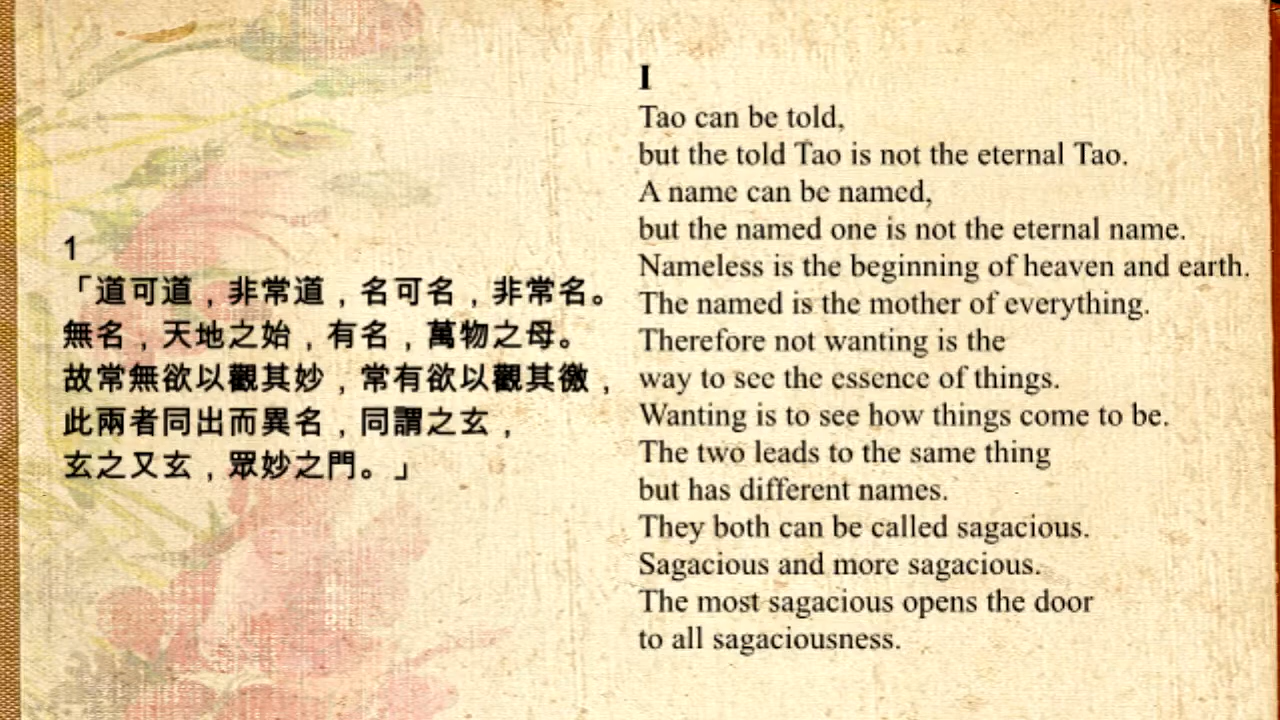 1
「道可道，非常道，名可名，非常名。
無名，天地之始，有名，萬物之母。
故常無欲以觀其妙，常有欲以觀其徼，
此兩者同出而異名，同謂之玄，
玄之又玄，眾妙之門。」
I
Tao can be told,
but the told Tao is not the eternal Tao.
A name can be named,
but the named one is not the eternal name.
Nameless is the beginning of heaven and earth.
The named is the mother of everything.
Therefore not wanting is the
way to see the essence of things.
Wanting is to see how things come to be.
The two leads to the same thing
but has different names.
They both can be called sagacious.
Sagacious and more sagacious.
The most sagacious opens the door
to all sagaciousness.